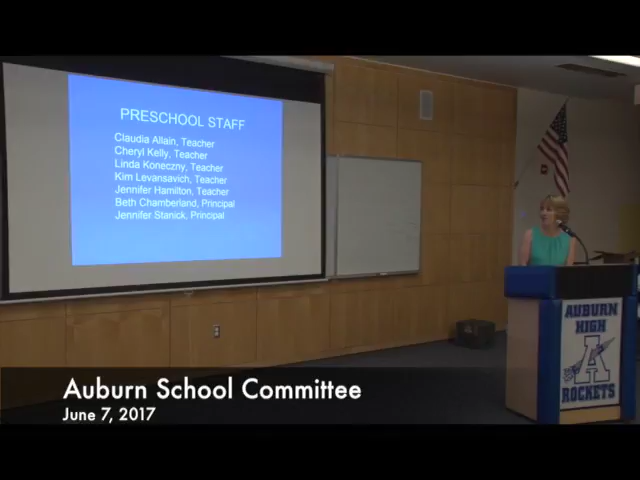 PRESCHOOL STAFF
Claudia Allain, Teacher
Cheryl Kelly, Teacher
Linda Koneczny, Teacher
Kim Levansavich, Teacher
Jennifer Hamilton, Teacher
Beth Chamberland, Principal
Jennifer Stanick, Principal
AUBURN
HIGH
A
ROCKETS
Auburn School Committee
June 7, 2017